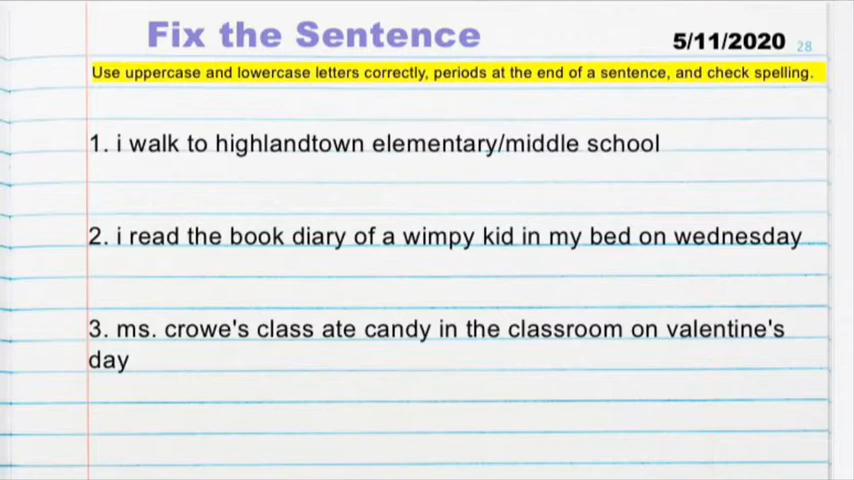 Fix the Sentence
5/11/2020 28
Use uppercase and lowercase letters correctly, periods at the end of a sentence, and check spelling.
1. i walk to highlandtown elementary/middle school
2. i read the book diary of a wimpy kid in my bed on wednesday
3. ms. crowe's class ate candy in the classroom on valentine's
day